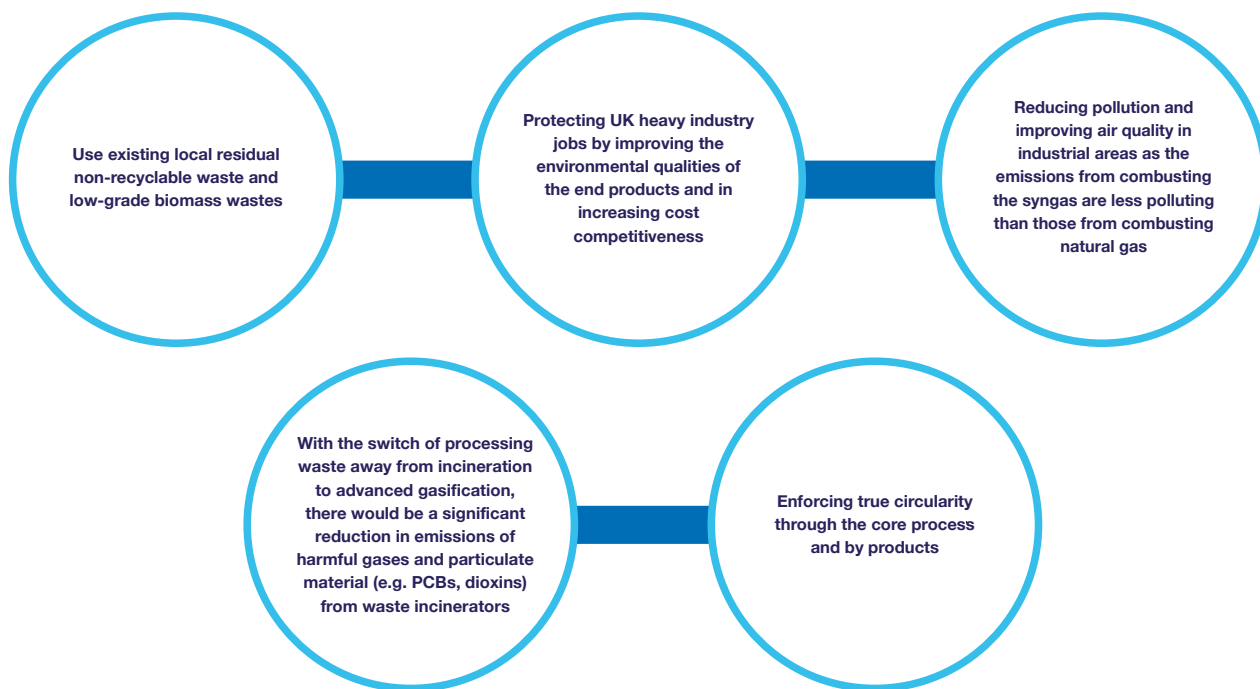 Use existing local residual
non-recyclable waste and
low-grade biomass wastes
Protecting UK heavy industry
jobs by improving the
environmental qualities of
the end products and in
increasing cost
competitiveness
Reducing pollution and
improving air quality in
industrial areas as the
emissions from combusting
the syngas are less polluting
than those from combusting
natural gas
With the switch of processing
waste away from incineration
to advanced gasification,
there would be a significant
reduction in emissions of
harmful gases and particulate
material (e.g. PCBs, dioxins)
from waste incinerators
Enforcing true circularity
through the core process
and by products